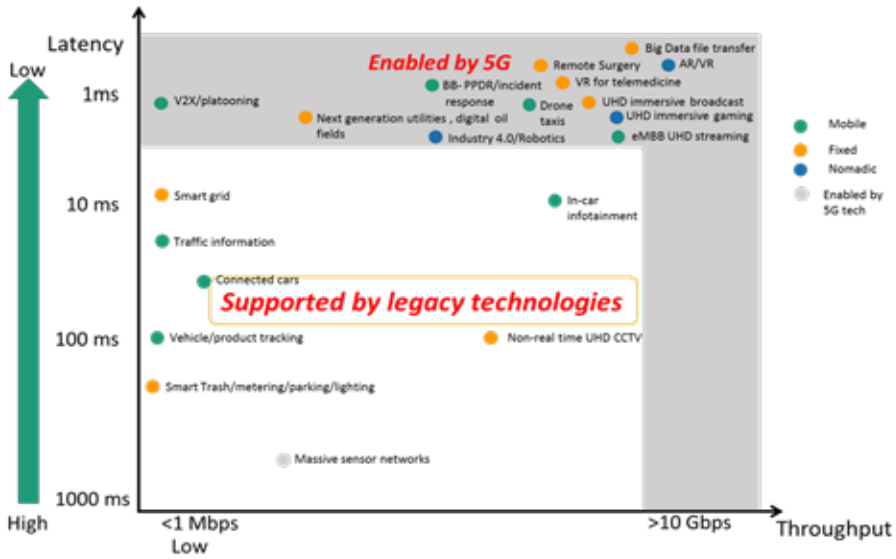 Latency
Low
1ms
10 ms
100 ms
1000 ms
High
Enabled by 5G
Big Data file transfer
Remote Surgery
AR/VR
VR for telemedicine
BB- PPDR/incident
response
V2X/platooning
Drone
taxis
UHD immersive broadcast
UHD immersive gaming
Next generation utilities , digital oil
fields
Industry 4.0/Robotics
eMBB UHD streaming
Smart grid
In-car
infotainment
Traffic information
Connected cars
Supported by legacy technologies
Vehicle/product tracking
Non-real time UHD CCTV
Smart Trash/metering/parking/lighting
Massive sensor networks
<1 Mbps
Low
>10 Gbps
Throughput
Mobile
Fixed
Nomadic
Enabled by
5G tech